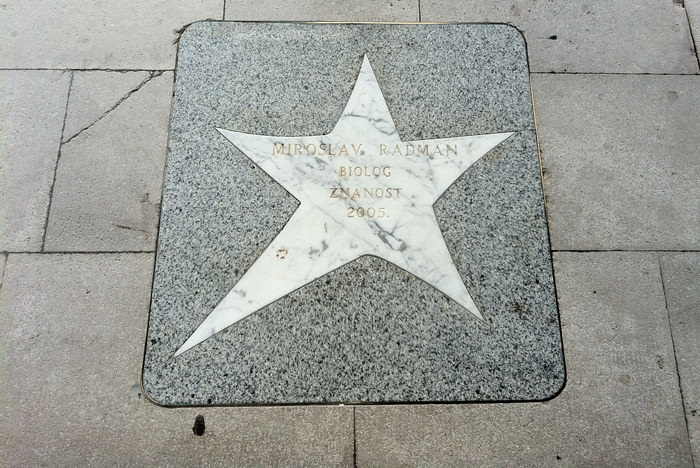 MIROSLAV RADMAN
BIOLOG
ZNANOST
2005.